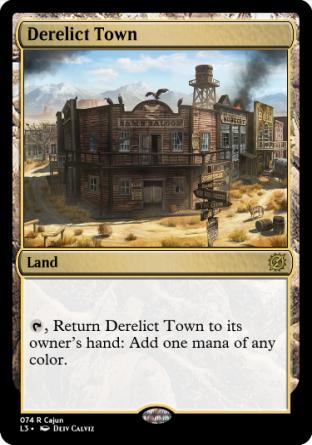 Derelict Town
SAM'S SALOON
Land
, Return Derelict Town to its
owner's hand: Add one mana of any
color.
074 R Cajun
L3 • Deiv Calviz